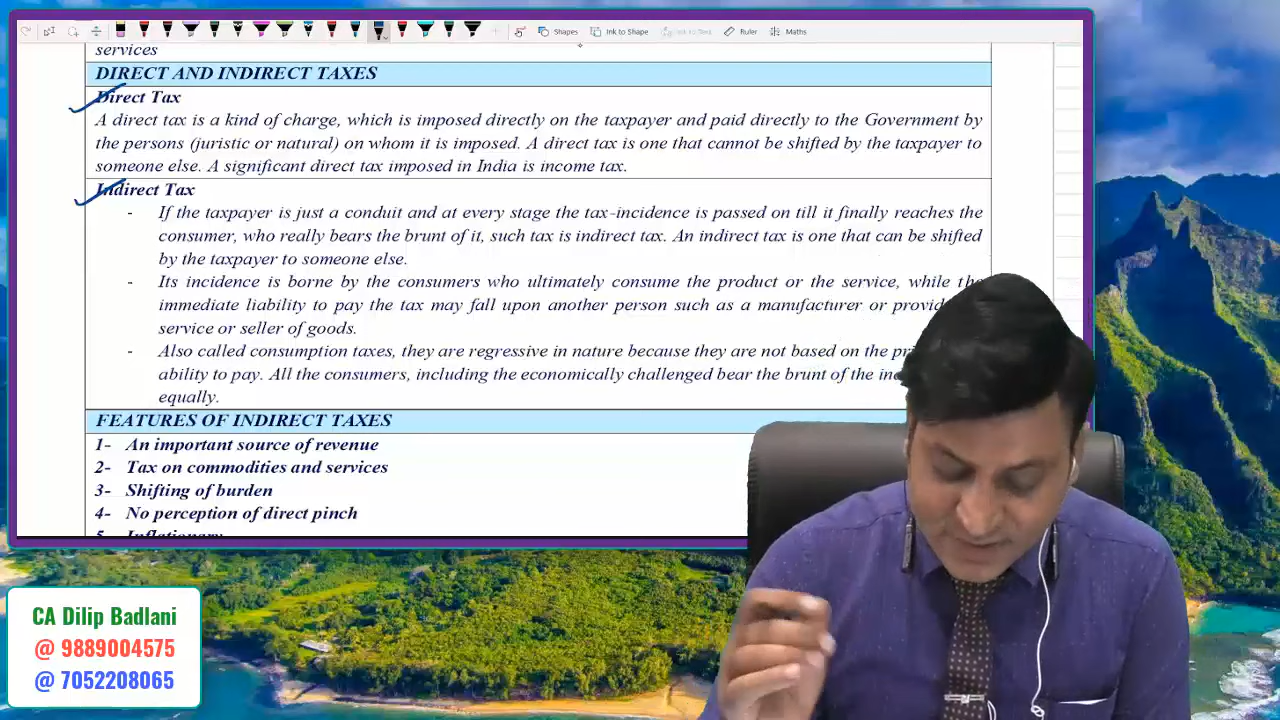 Shapes
Ink to Shape
Ink to Text
Ruler
Maths
services
DIRECT AND INDIRECT TAXES
Direct Tax
A direct tax is a kind of charge, which is imposed directly on the taxpayer and paid directly to the Government by
the persons (juristic or natural) on whom it is imposed. A direct tax is one that cannot be shifted by the taxpayer to
someone else. A significant direct tax imposed in India is income tax.
Indirect Tax
- If the taxpayer is just a conduit and at every stage the tax-incidence is passed on till it finally reaches the
consumer, who really bears the brunt of it, such tax is indirect tax. An indirect tax is one that can be shifted
by the taxpayer to someone else.
- Its incidence is borne by the consumers who ultimately consume the product or the service, while the
immediate liability to pay the tax may fall upon another person such as a manufacturer or
service or seller of goods.
- Also called consumption taxes, they are regressive in nature because they are not based on the
ability to pay. All the consumers, including the economically challenged bear the brunt of the
equally.
FEATURES OF INDIRECT TAXES
1- An important source of revenue
2- Tax on commodities and services
3- Shifting of burden
4- No perception of direct pinch
5- Inflationary
CA Dilip Badlani
@ 9889004575
@ 7052208065